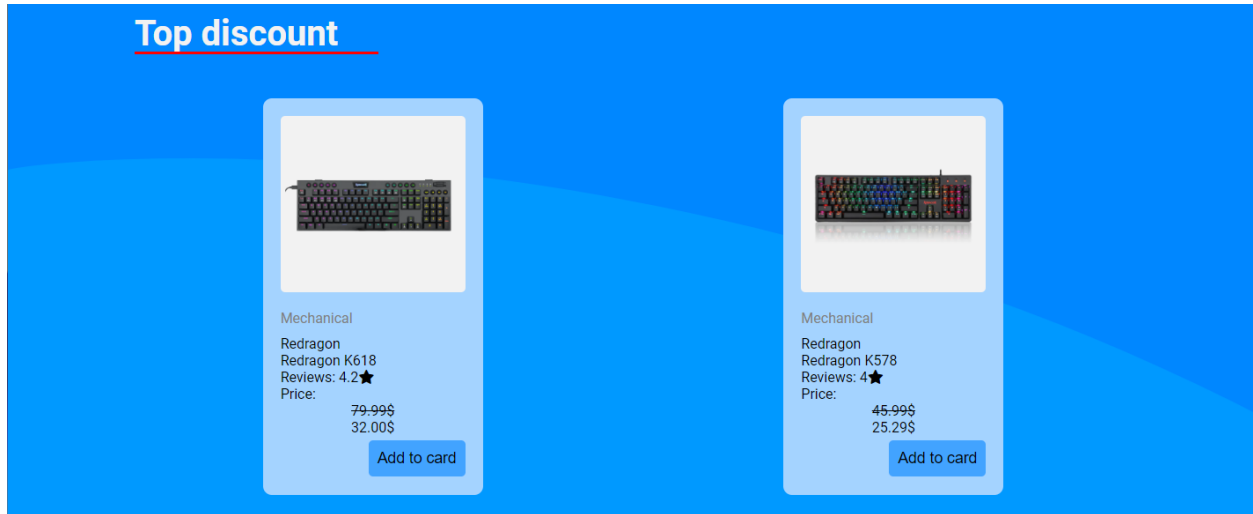 Top discount
Mechanical
Redragon
Redragon K618
Reviews: 4.2★
Price:
79.99$
32.00$
Add to card
Mechanical
Redragon
Redragon K578
Reviews: 4★
Price:
45.99$
25.29$
Add to card